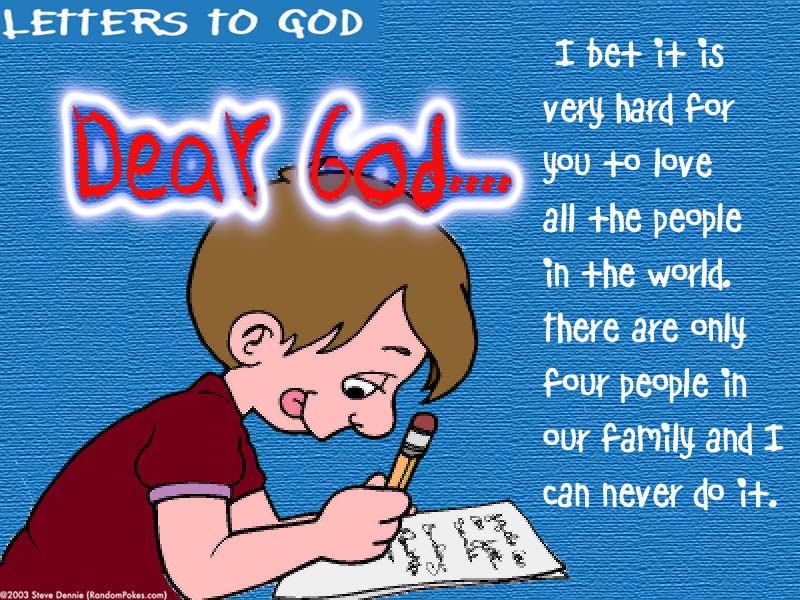 LETTERS TO GOD
Dear God....
I bet it is
very hard for
you to love
all the people
in the world.
there are only
four people in
our family and I
can never do it.
©2003 Steve Dennie (RandomPokes.com)